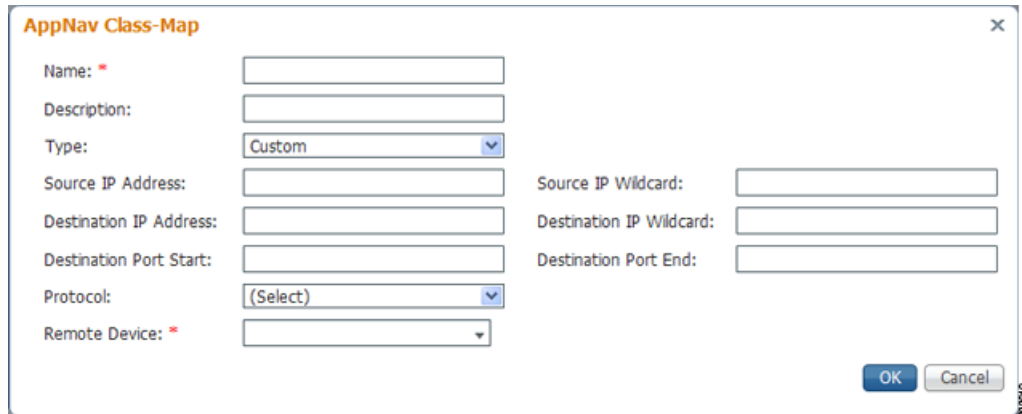 AppNav Class-Map
Name: *
Description:
Type: Custom
Source IP Address: Source IP Wildcard:
Destination IP Address: Destination IP Wildcard:
Destination Port Start: Destination Port End:
Protocol: (Select)
Remote Device: *
OK Cancel